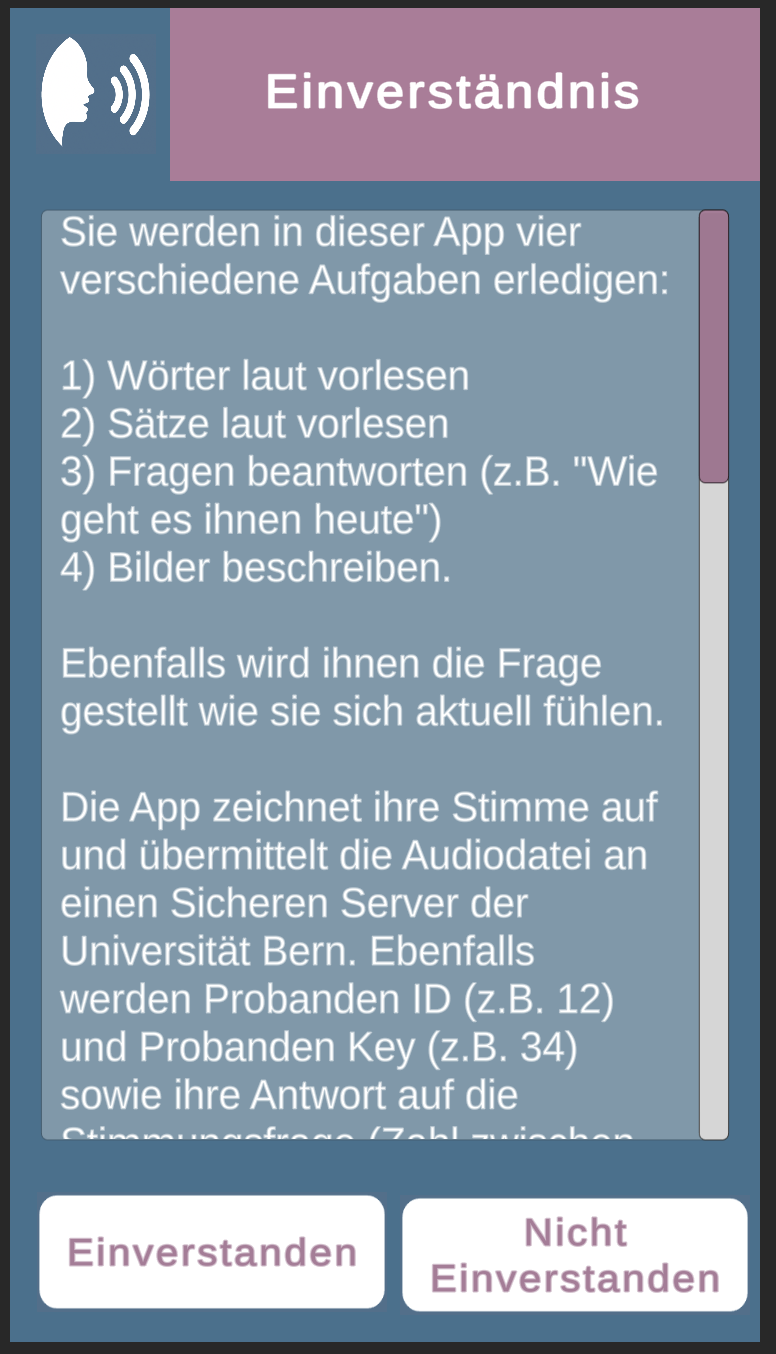 Einverständnis
Sie werden in dieser App vier
verschiedene Aufgaben erledigen:
1) Wörter laut vorlesen
2) Sätze laut vorlesen
3) Fragen beantworten (z.B. "Wie
geht es ihnen heute")
4) Bilder beschreiben.
Ebenfalls wird ihnen die Frage
gestellt wie sie sich aktuell fühlen.
Die App zeichnet ihre Stimme auf
und übermittelt die Audiodatei an
einen Sicheren Server der
Universität Bern. Ebenfalls
werden Probanden ID (z.B. 12)
und Probanden Key (z.B. 34)
sowie ihre Antwort auf die
Stimmungsfrage (Zahl zwischen
Einverstanden
Nicht
Einverstanden